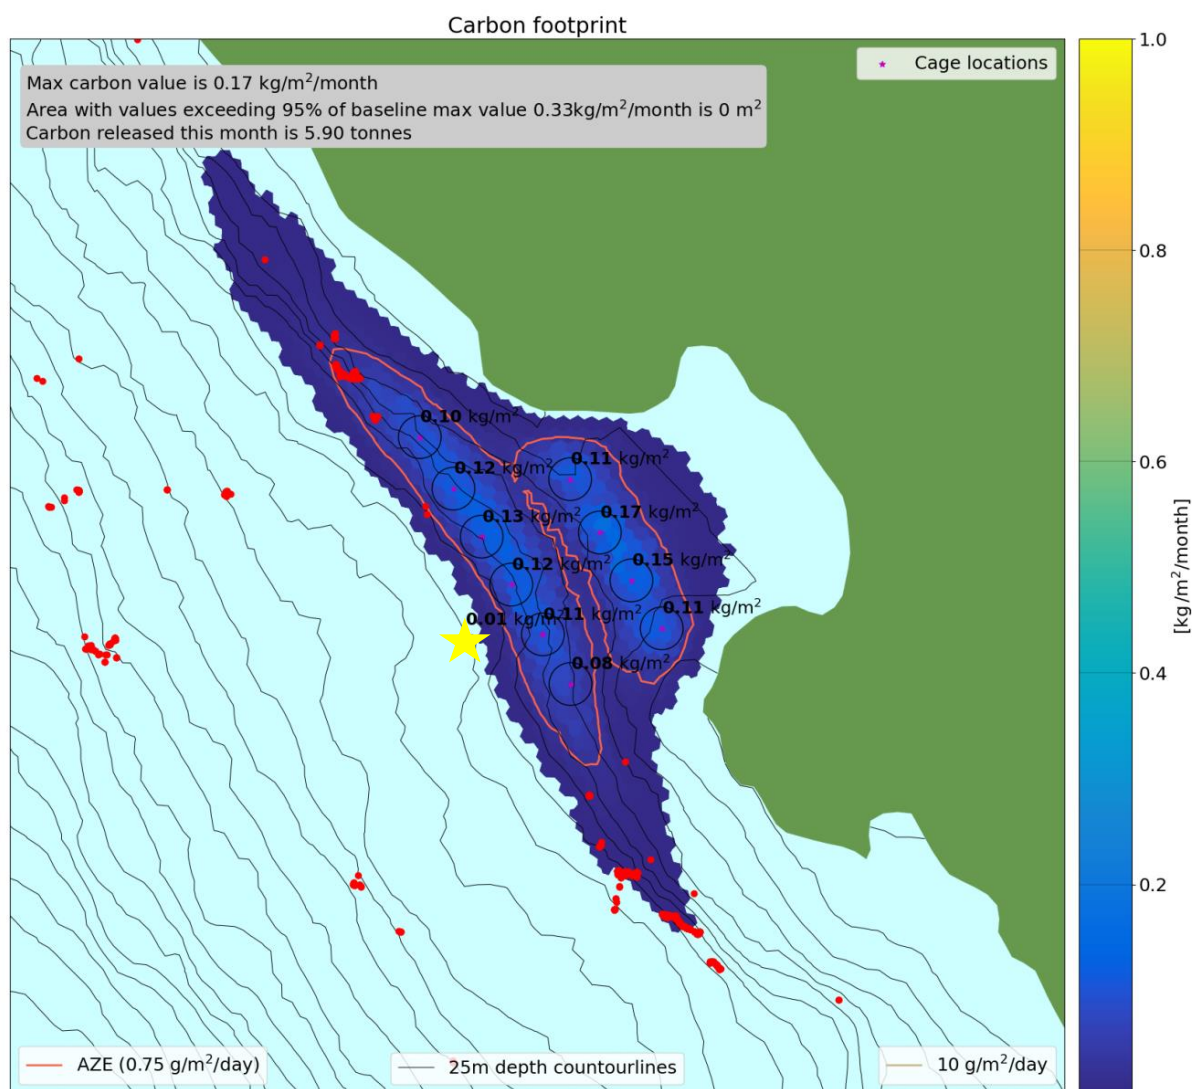 Carbon footprint
Max carbon value is 0.17 kg/m²/month
Area with values exceeding 95% of baseline max value 0.33kg/m²/month is 0 m²
Carbon released this month is 5.90 tonnes
Cage locations
1.0
0.8
0.6
0.4
0.2
[kg/m²/month]
0.10 kg/m²
0.11 kg/m²
0.12 kg/m²
0.17 kg/m²
0.13 kg/m²
0.15 kg/m²
0.12 kg/m²
0.11 kg/m²
0.01 kg/m²
0.11 kg/m²
0.08 kg/m²
AZE (0.75 g/m²/day)
25m depth countourlines
10 g/m²/day